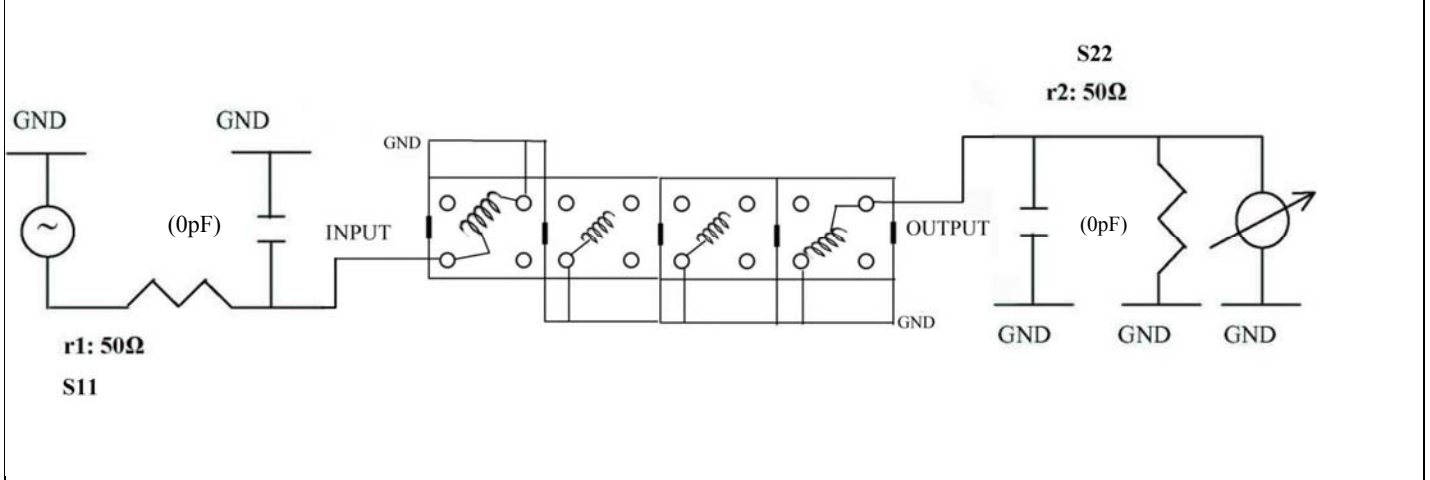 S22
r2: 50Ω
GND
GND
GND
(0pF)
INPUT
OUTPUT
(0pF)
GND
r1: 50Ω
S11
GND
GND
GND